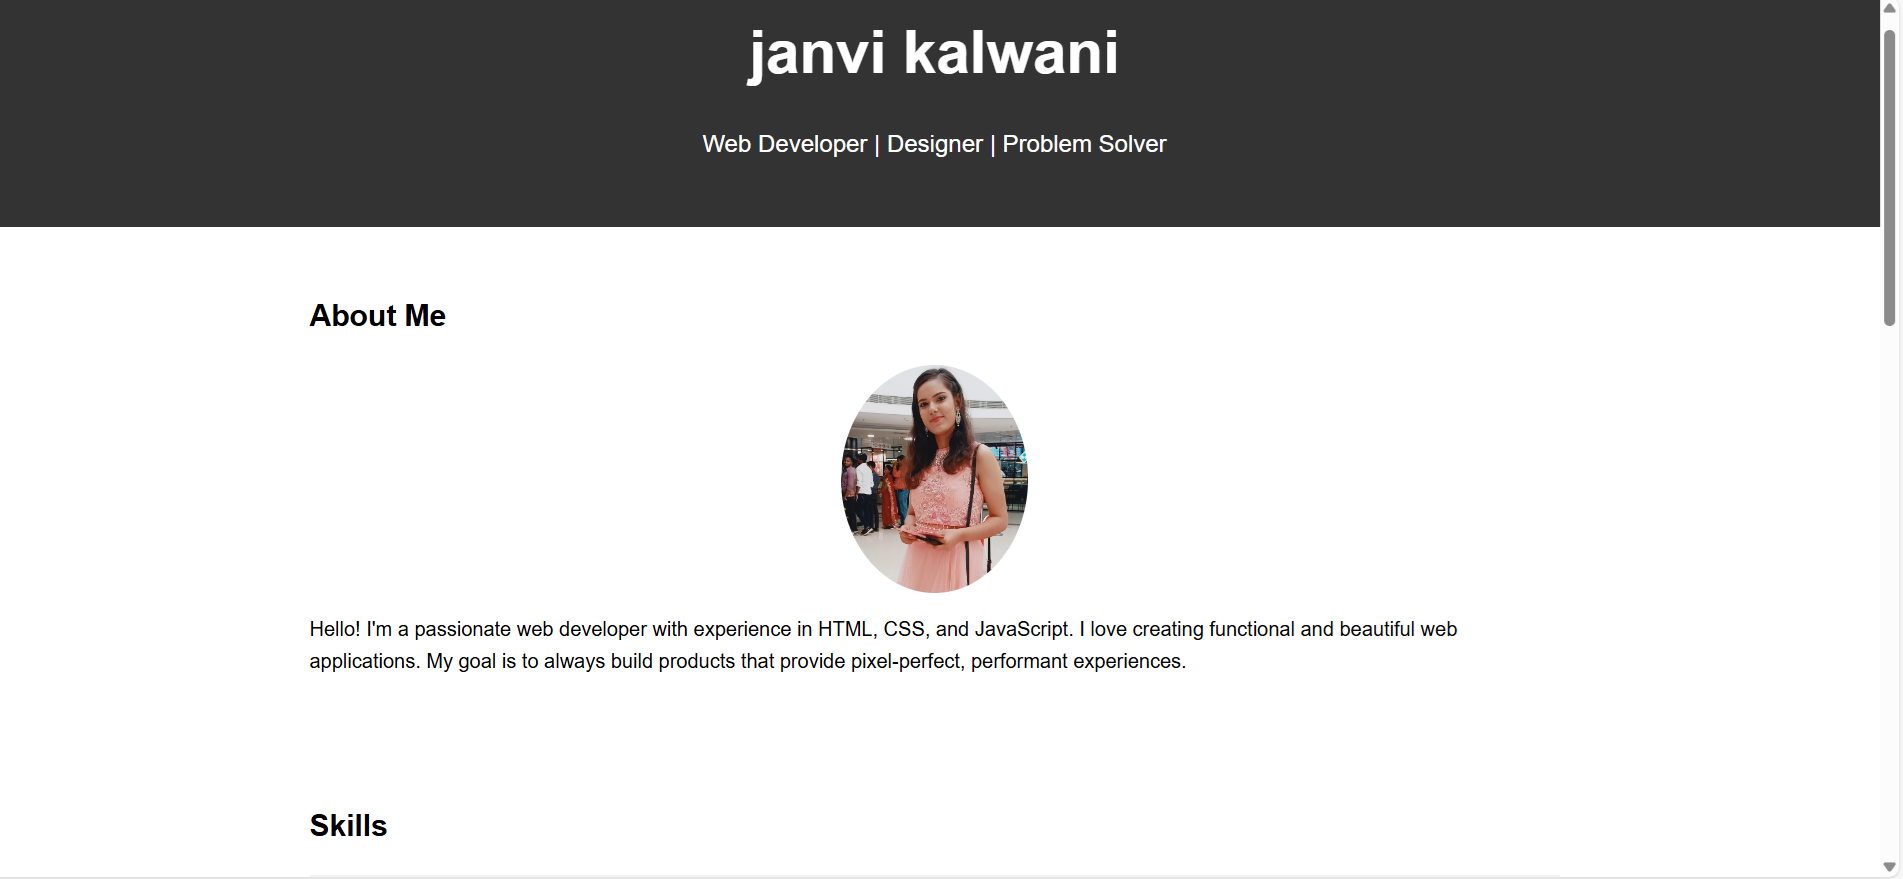 janvi kalwani
Web Developer | Designer | Problem Solver
About Me
Hello! I'm a passionate web developer with experience in HTML, CSS, and JavaScript. I love creating functional and beautiful web
applications. My goal is to always build products that provide pixel-perfect, performant experiences.
Skills